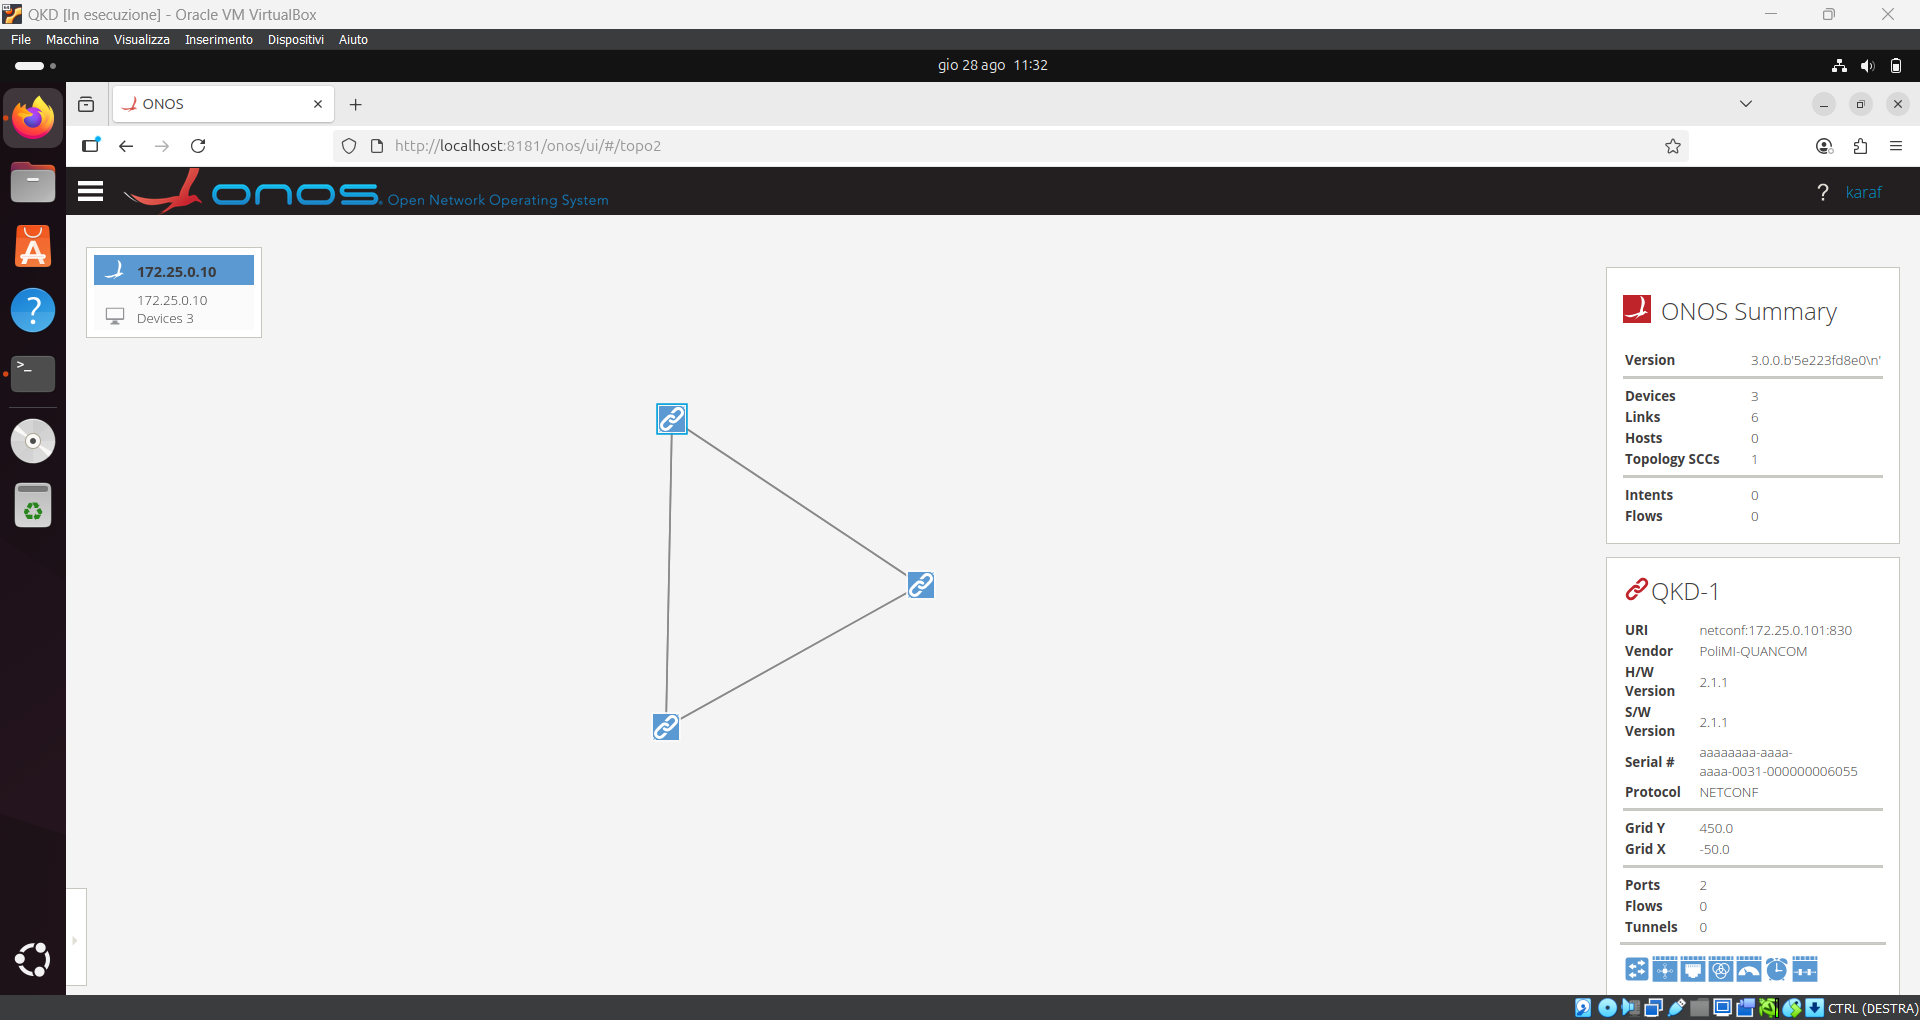 QKD [In esecuzione] - Oracle VM VirtualBox
File Macchina Visualizza Inserimento Dispositivi Aiuto
gio 28 ago 11:32
ONOS
http://localhost:8181/onos/ui/#/topo2
onos Open Network Operating System
? karaf
172.25.0.10
172.25.0.10
Devices 3
ONOS Summary
Version 3.0.0.b'5e223fd8e0\n'
Devices 3
Links 6
Hosts 0
Topology SCCs 1
Intents 0
Flows 0
QKD-1
URI netconf:172.25.0.101:830
Vendor PoliMI-QUANCOM
H/W
Version 2.1.1
S/W
Version 2.1.1
Serial # aaaaaaaa-aaaa-
aaaa-0031-000000006055
Protocol NETCONF
Grid Y 450.0
Grid X -50.0
Ports 2
Flows 0
Tunnels 0
CTRL (DESTRA)